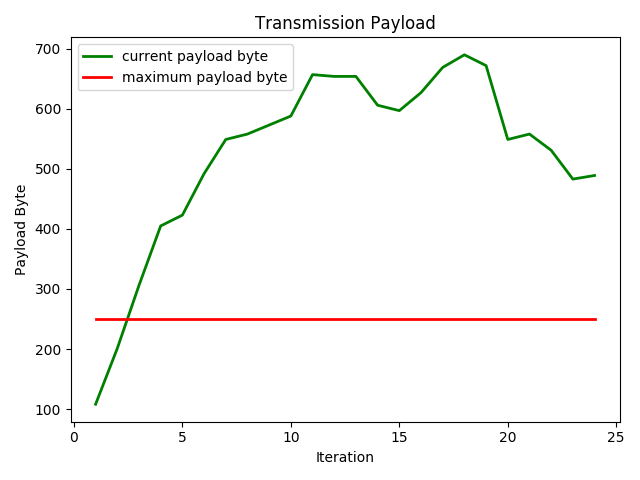 Transmission Payload
current payload byte
maximum payload byte
Payload Byte
700
600
500
400
300
200
100
0 5 10 15 20 25
Iteration